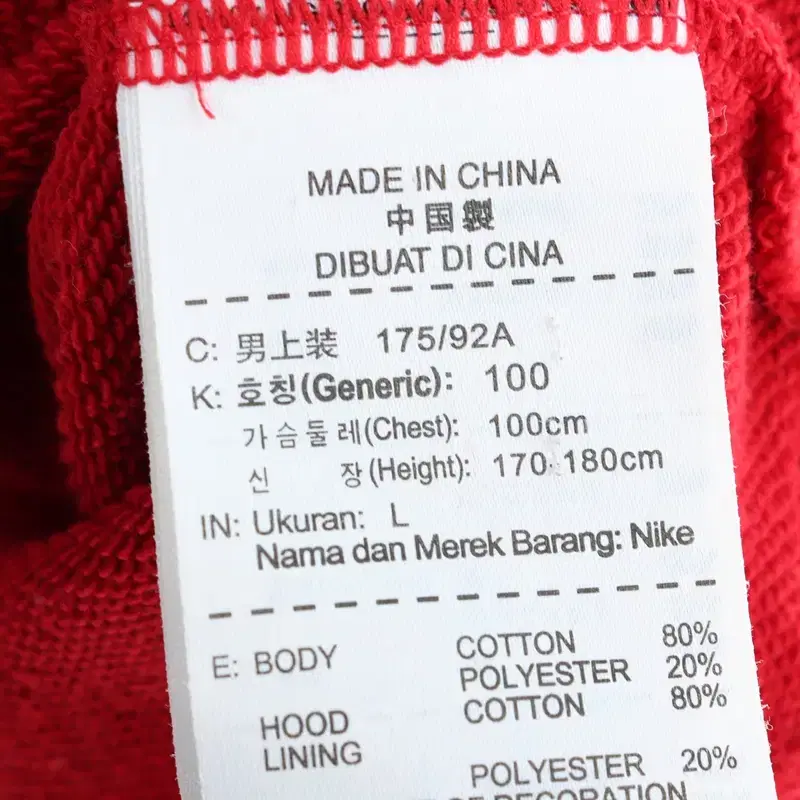 MADE IN CHINA
中国製
DIBUAT DI CINA
C: 男上装 175/92A
K: 호칭(Generic): 100
가슴둘레(Chest): 100cm
신 장(Height): 170·180cm
IN: Ukuran: L
Nama dan Merek Barang: Nike
E: BODY COTTON 80%
POLYESTER 20%
HOOD COTTON 80%
LINING POLYESTER 20%
DECORATION